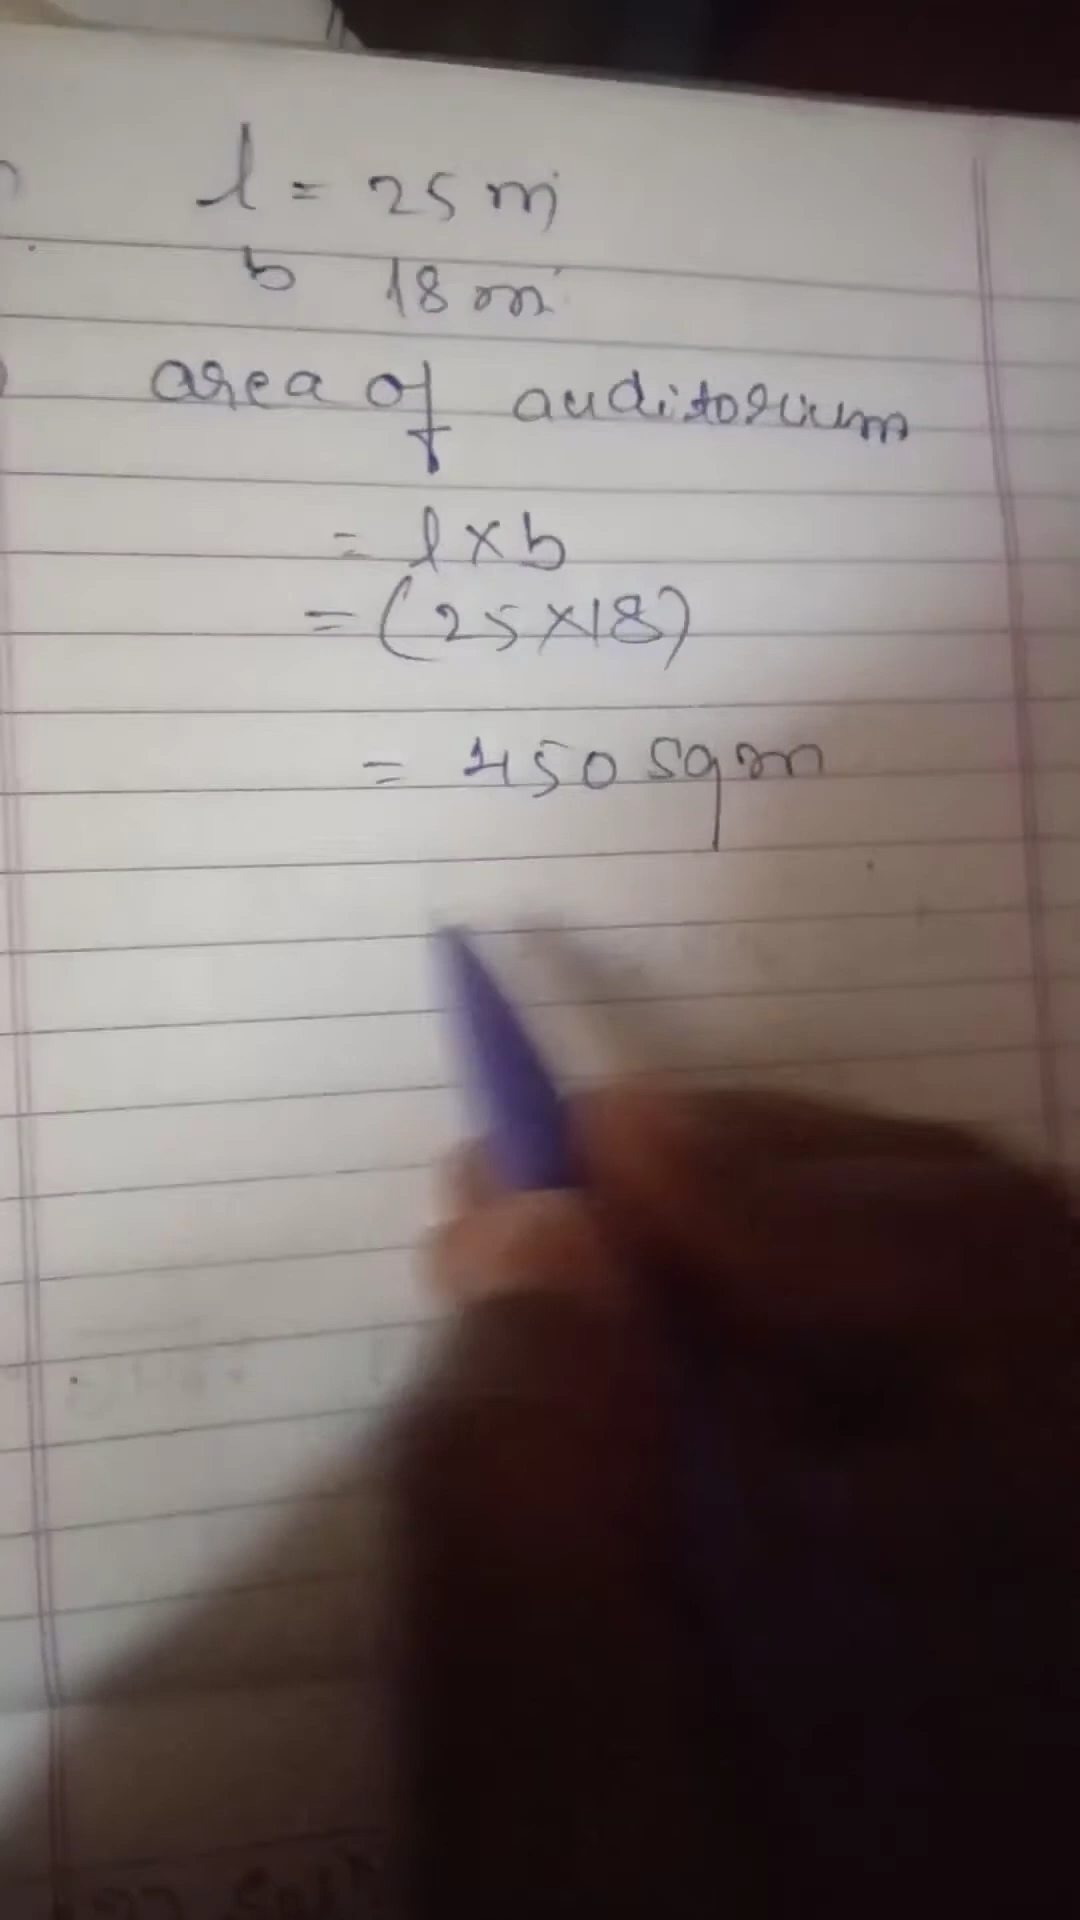 l = 25 m
b 18 m
area of auditorium
= l × b
= (25 × 18)
= 450 sq m